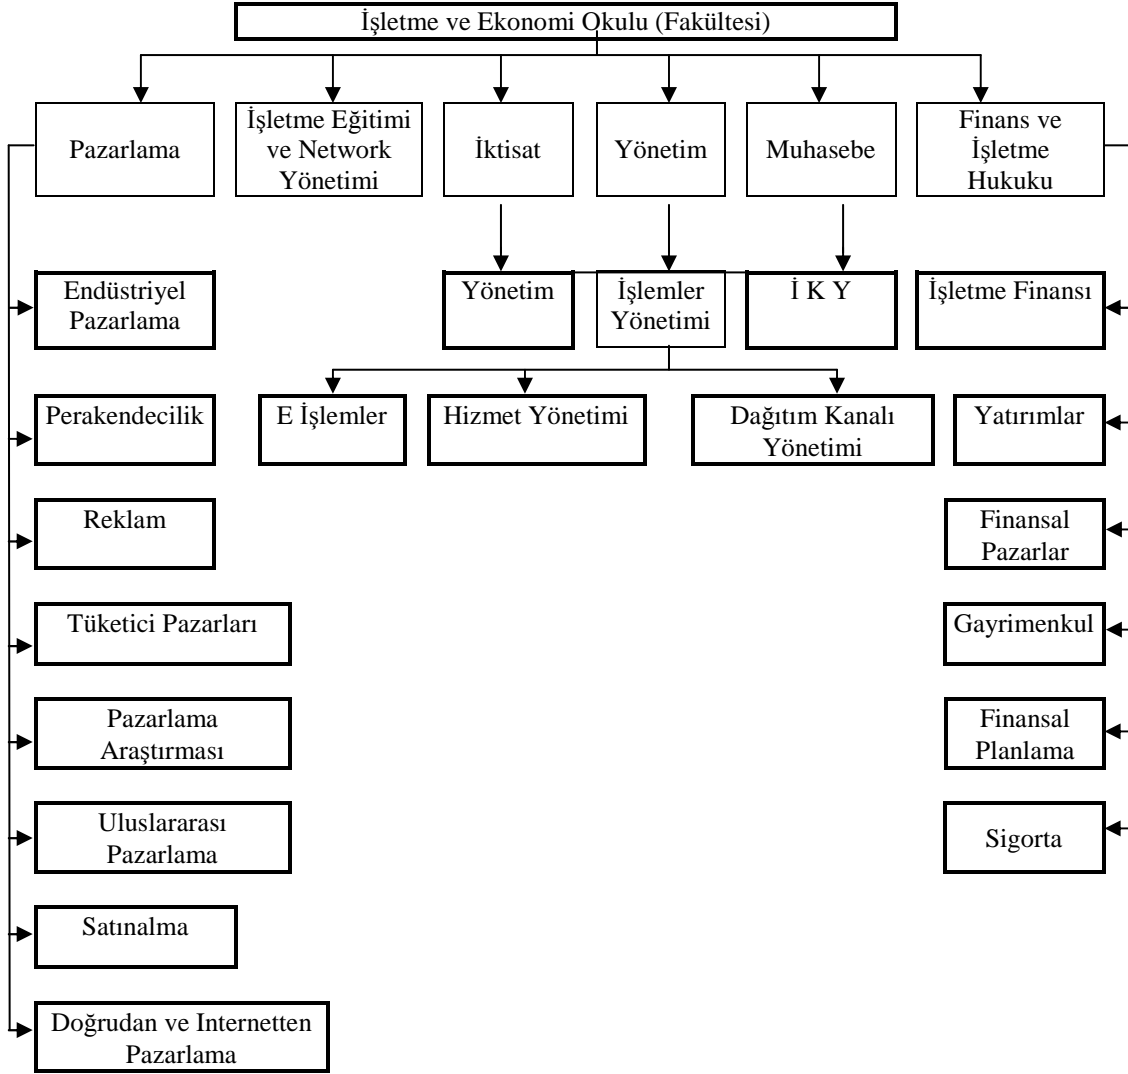 İşletme ve Ekonomi Okulu (Fakültesi)
Pazarlama
İşletme Eğitimi
ve Network
Yönetimi
İktisat
Yönetim
Muhasebe
Finans ve
İşletme
Hukuku
Endüstriyel
Pazarlama
Yönetim
İşlemler
Yönetimi
İ K Y
İşletme Finansı
Perakendecilik
E İşlemler
Hizmet Yönetimi
Dağıtım Kanalı
Yönetimi
Yatırımlar
Reklam
Finansal
Pazarlar
Tüketici Pazarları
Gayrimenkul
Pazarlama
Araştırması
Finansal
Planlama
Uluslararası
Pazarlama
Sigorta
Satınalma
Doğrudan ve Internetten
Pazarlama